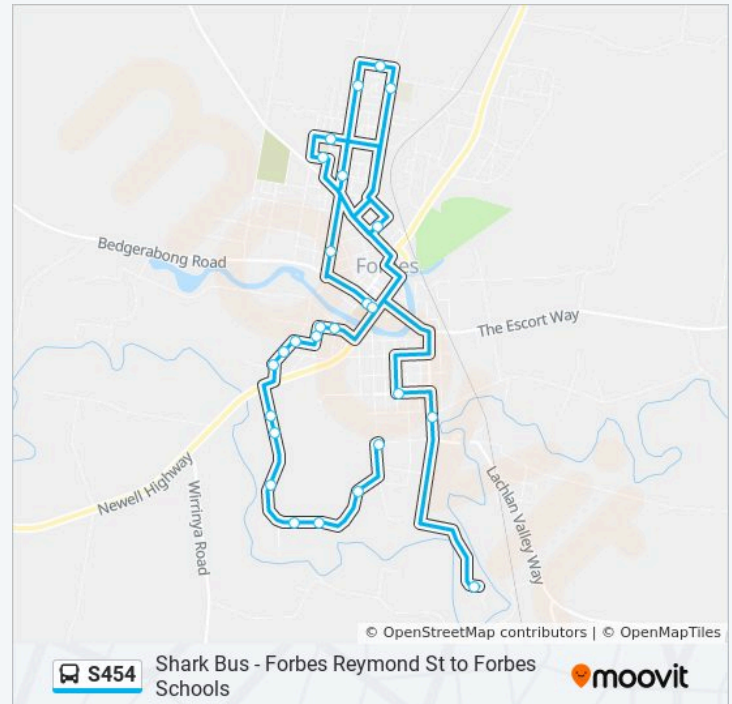 Bedgerabong Road
Forbes
The Escort Way
Newell Highway
Wirrinya Road
Lachlan Valley Way
© OpenStreetMap contributors | © OpenMapTiles
S454
Shark Bus - Forbes Reymond St to Forbes
Schools
moovit